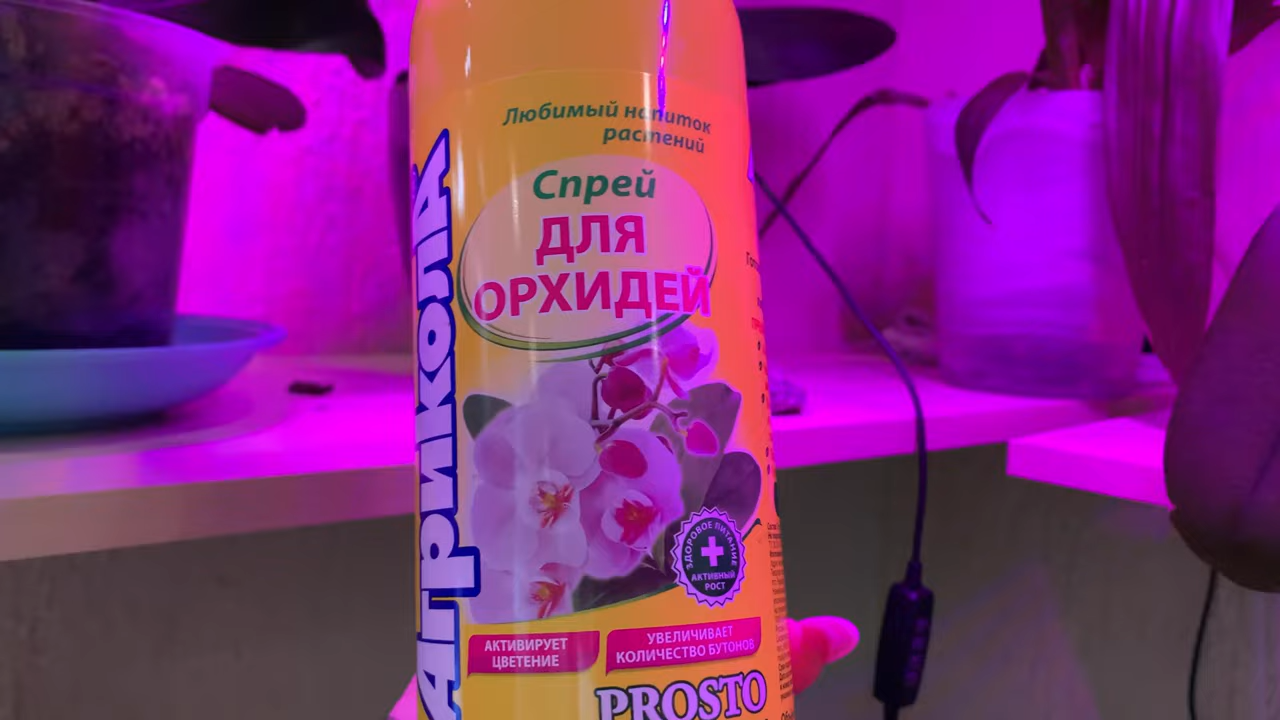 Любимый напиток
растений
Спрей
ДЛЯ
ОРХИДЕЙ
Агрикола
ЗДОРОВОЕ ПИТАНИЕ
АКТИВНЫЙ
РОСТ
АКТИВИРУЕТ
ЦВЕТЕНИЕ
УВЕЛИЧИВАЕТ
КОЛИЧЕСТВО БУТОНОВ
PROSTO